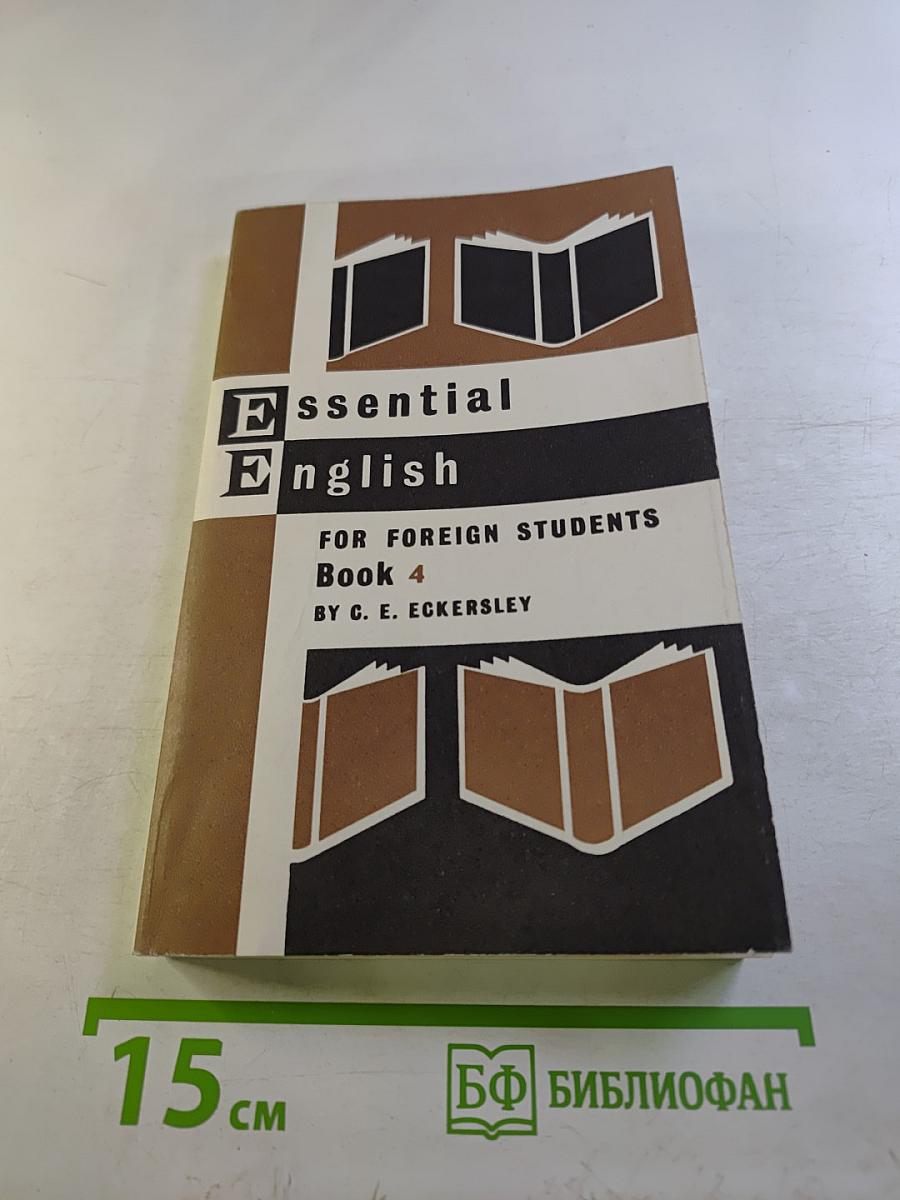 Essential
English
FOR FOREIGN STUDENTS
Book 4
BY C. E. ECKERSLEY
15 см
БФ БИБЛИОФАН